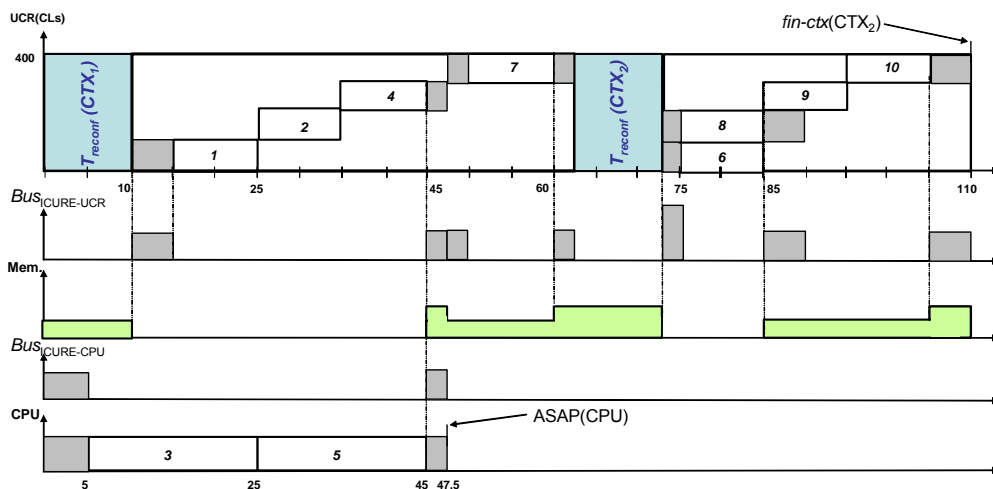 UCR(CLs)
fin-ctx(CTX2)
400
Treconf (CTX1)
1
2
4
7
Treconf (CTX2)
8
6
9
10
10 25 45 60 75 85 110
BusICURE-UCR
Mem.
BusICURE-CPU
CPU
ASAP(CPU)
3
5
5 25 45 47.5